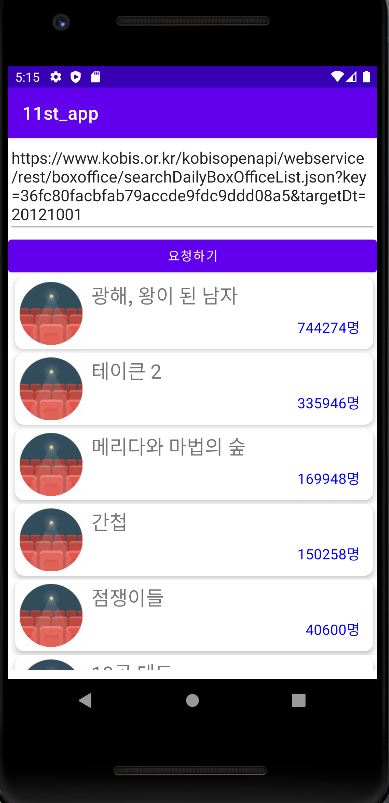 5:15
11st_app
https://www.kobis.or.kr/kobisopenapi/webservice
/rest/boxoffice/searchDailyBoxOfficeList.json?key
=36fc80facbfab79accde9fdc9ddd08a5&targetDt=
20121001
요청하기
광해, 왕이 된 남자
744274명
테이큰 2
335946명
메리다와 마법의 숲
169948명
간첩
150258명
점쟁이들
40600명